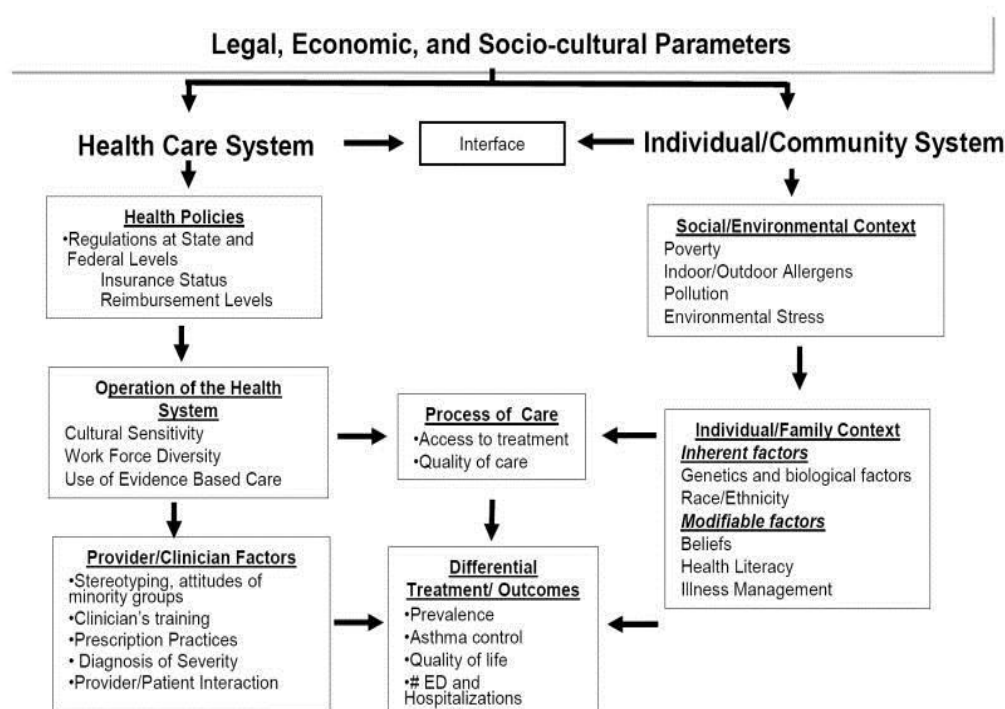 Legal, Economic, and Socio-cultural Parameters
Health Care System
Interface
Individual/Community System
Health Policies
•Regulations at State and
Federal Levels
Insurance Status
Reimbursement Levels
Social/Environmental Context
Poverty
Indoor/Outdoor Allergens
Pollution
Environmental Stress
Operation of the Health
System
Cultural Sensitivity
Work Force Diversity
Use of Evidence Based Care
Process of Care
•Access to treatment
•Quality of care
Individual/Family Context
Inherent factors
Genetics and biological factors
Race/Ethnicity
Modifiable factors
Beliefs
Health Literacy
Illness Management
Provider/Clinician Factors
•Stereotyping, attitudes of
minority groups
•Clinician's training
•Prescription Practices
• Diagnosis of Severity
•Provider/Patient Interaction
Differential
Treatment/ Outcomes
•Prevalence
•Asthma control
•Quality of life
•# ED and
Hospitalizations